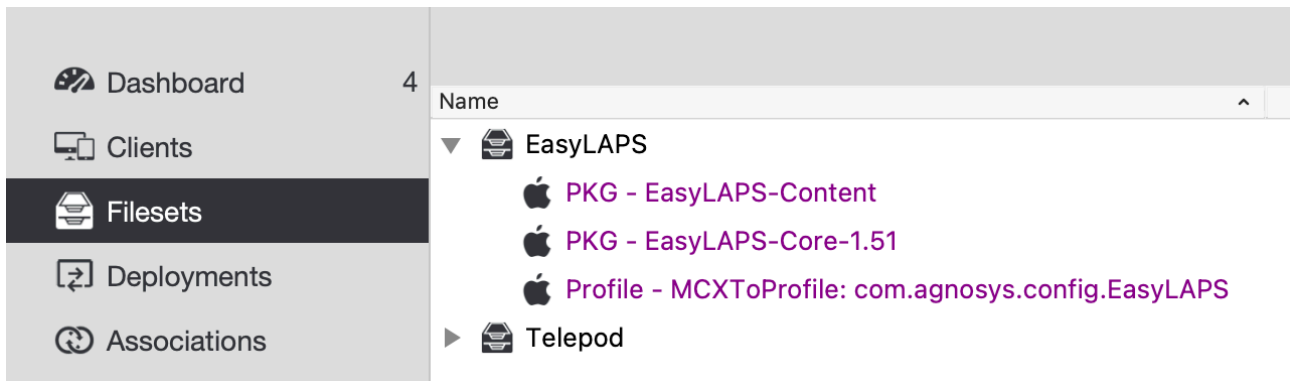 Dashboard 4
Clients
Filesets
Deployments
Associations
Name
EasyLAPS
PKG - EasyLAPS-Content
PKG - EasyLAPS-Core-1.51
Profile - MCXToProfile: com.agnosys.config.EasyLAPS
Telepod